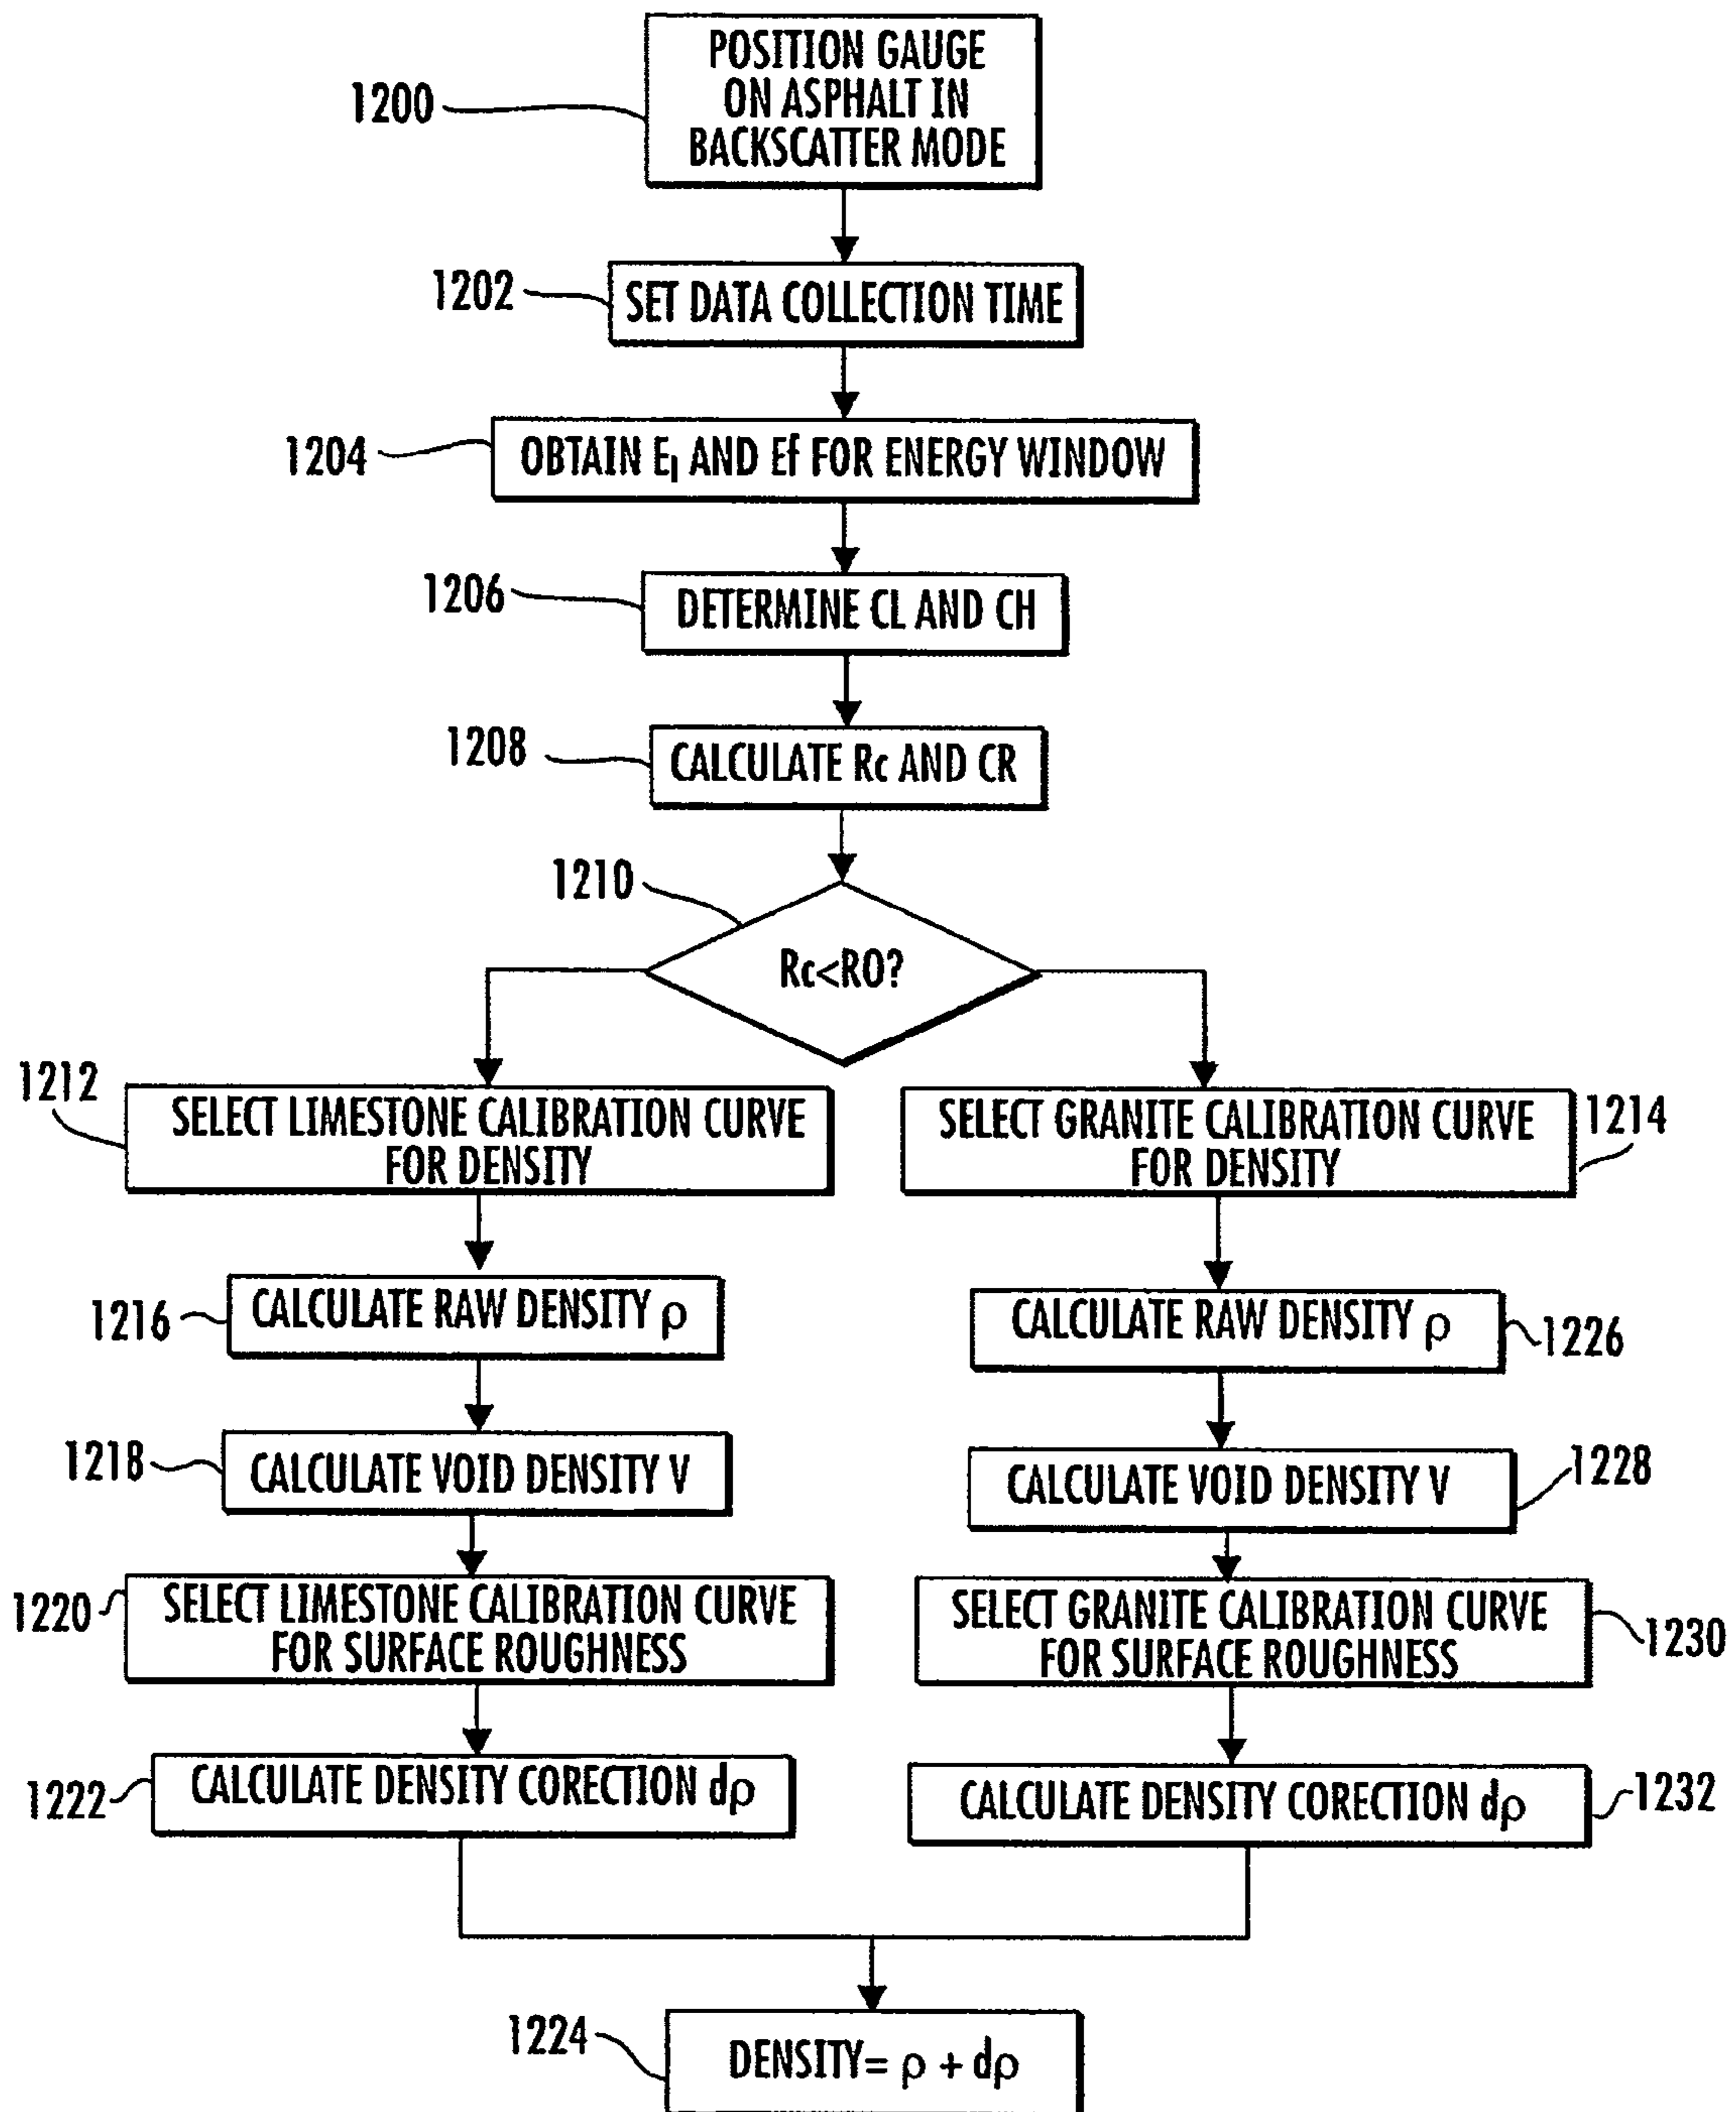 1200
POSITION GAUGE
ON ASPHALT IN
BACKSCATTER MODE
1202
SET DATA COLLECTION TIME
1204
OBTAIN El AND Ef FOR ENERGY WINDOW
1206
DETERMINE CL AND CH
1208
CALCULATE Rc AND CR
1210
Rc<RO?
1212
SELECT LIMESTONE CALIBRATION CURVE
FOR DENSITY
SELECT GRANITE CALIBRATION CURVE
FOR DENSITY
1214
1216
CALCULATE RAW DENSITY ρ
CALCULATE RAW DENSITY ρ
1226
1218
CALCULATE VOID DENSITY V
CALCULATE VOID DENSITY V
1228
1220
SELECT LIMESTONE CALIBRATION CURVE
FOR SURFACE ROUGHNESS
SELECT GRANITE CALIBRATION CURVE
FOR SURFACE ROUGHNESS
1230
1222
CALCULATE DENSITY CORECTION dρ
CALCULATE DENSITY CORECTION dρ
1232
1224
DENSITY= ρ + dρ